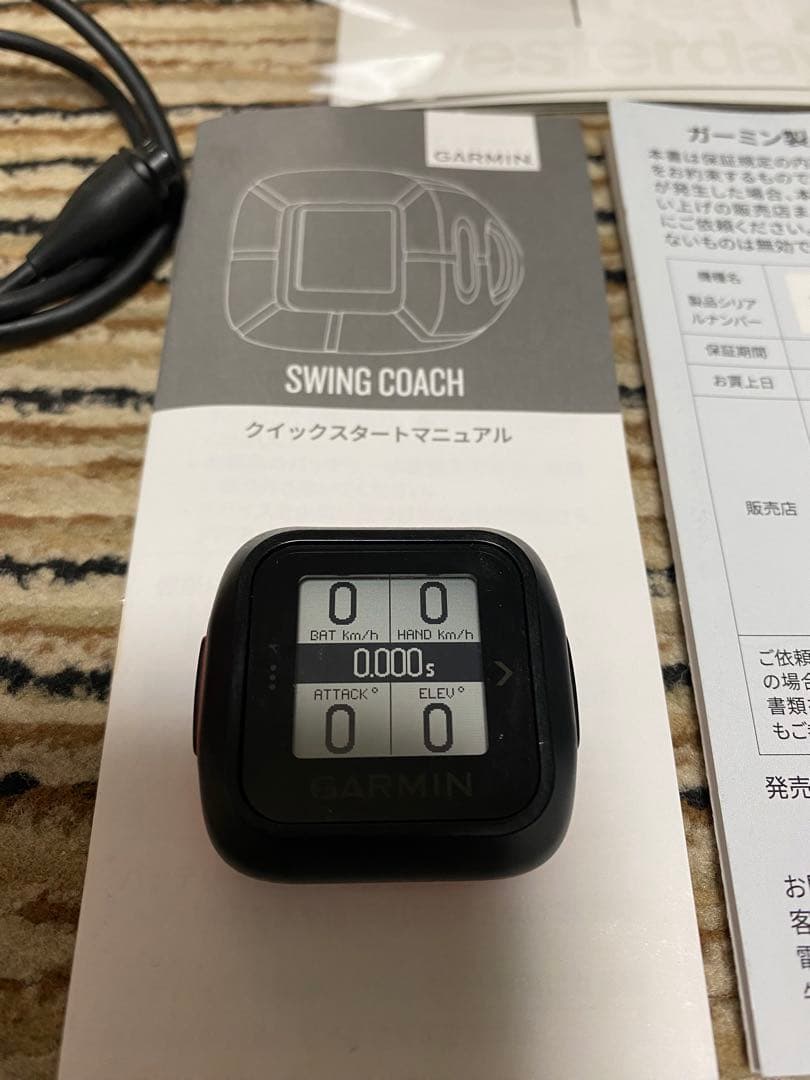 yesterday
GARMIN
SWING COACH
クイックスタートマニュアル
0
0
BAT km/h
HAND km/h
0.000s
ATTACK°
ELEV°
0
0
GARMIN
ガーミン製
本書は保証規定の内
をお約束するもので
が発生した場合、本
い上げの販売店ま
にご依頼ください。
ないものは無効で
機種名
製品シリア
ルナンバー
保証期間
お買上日
販売店
ご依頼
の場合
書類を
もご
発売
お
客